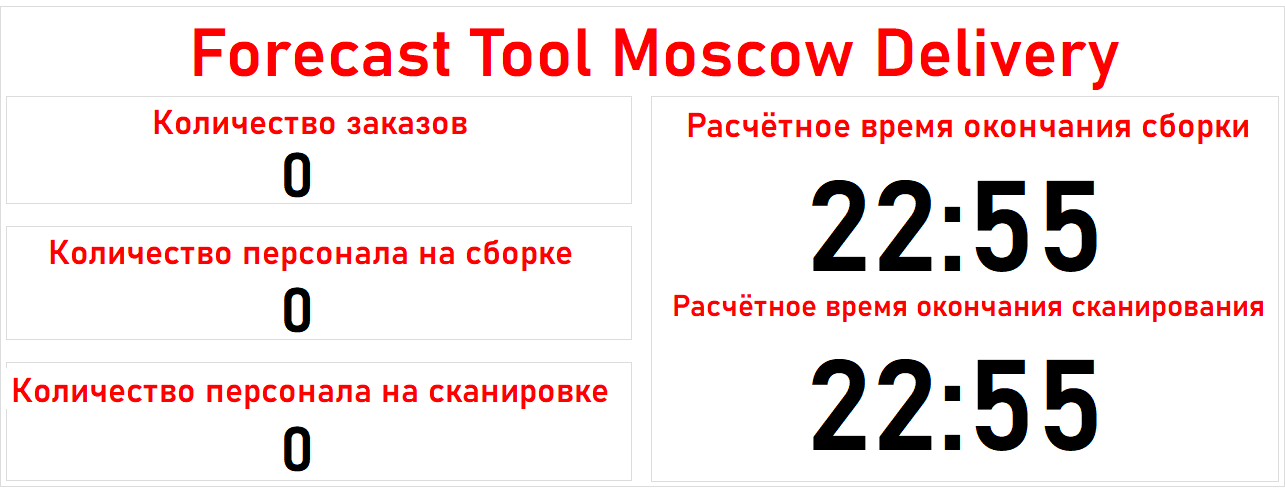 Forecast Tool Moscow Delivery
Количество заказов
0
Количество персонала на сборке
0
Количество персонала на сканировке
0
Расчётное время окончания сборки
22:55
Расчётное время окончания сканирования
22:55